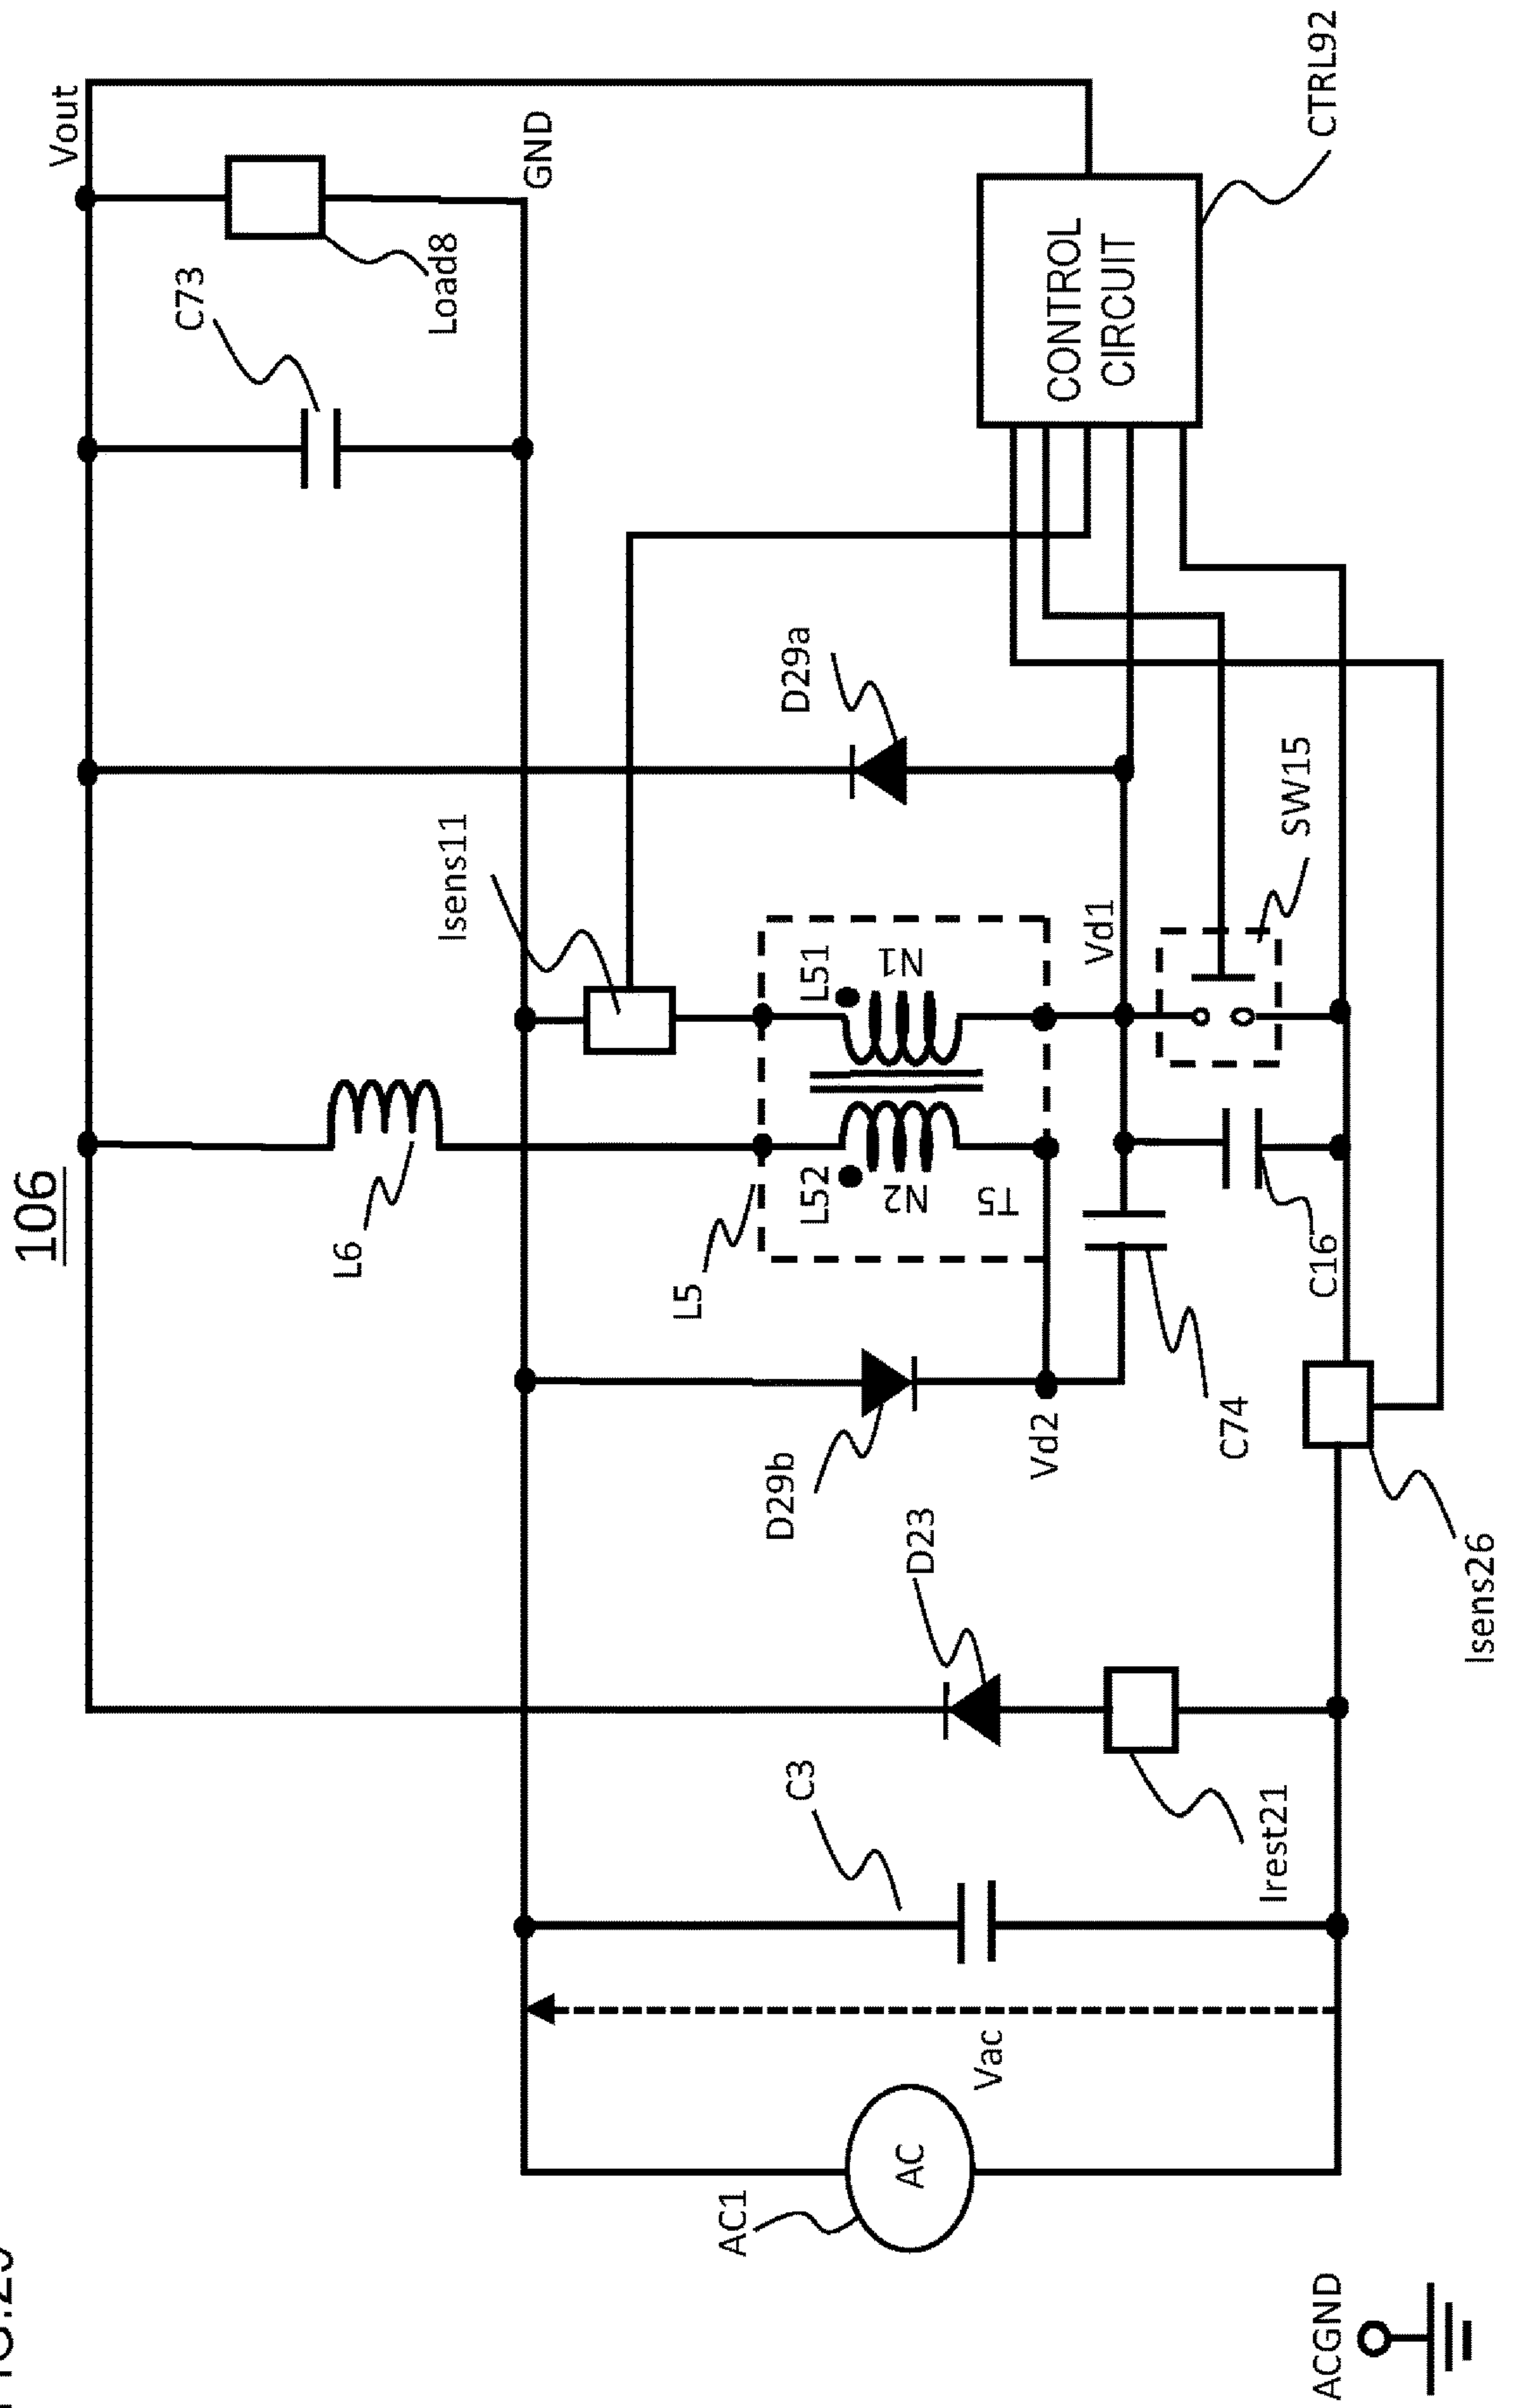 106
Vout
C73
Load8
GND
L6
Isens11
D29a
CONTROL
CIRCUIT
CTRL92
L5
L51
N1
L52
N2
T5
Vd1
SW15
D29b
Vd2
C74
C16
D23
Irest21
Isens26
C3
Vac
AC1
AC
ACGND